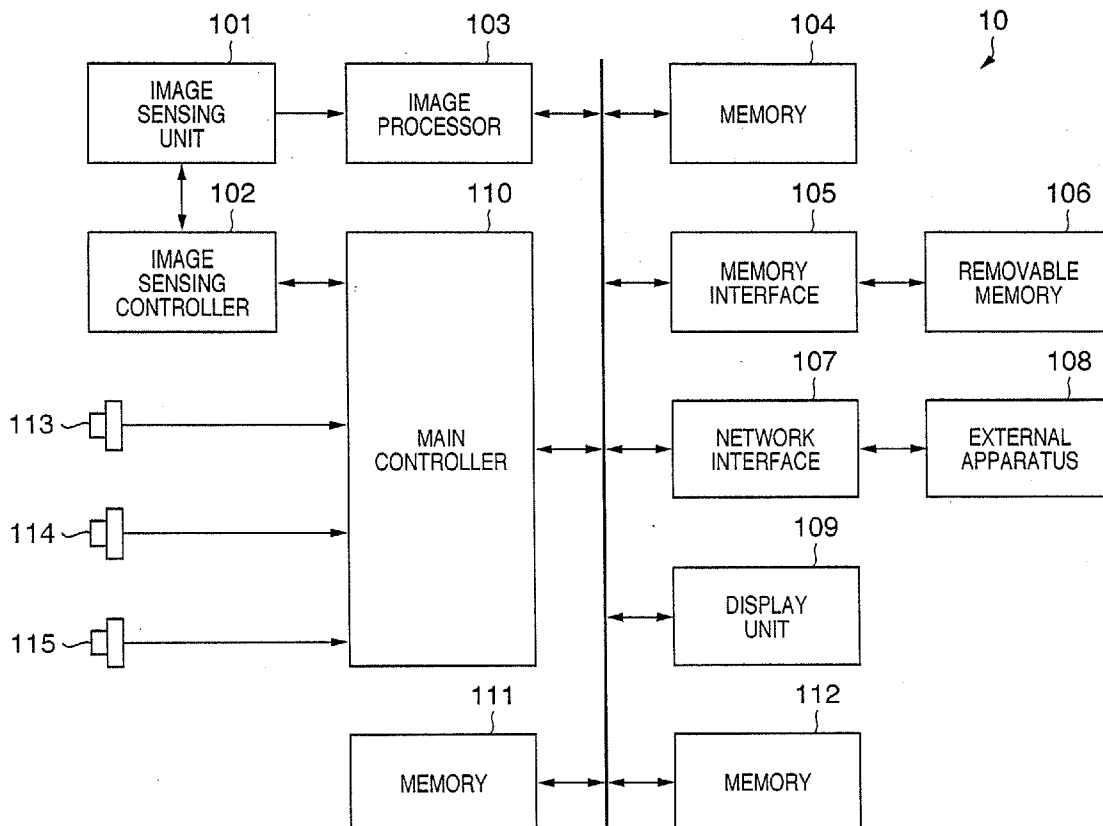 101
103
104
10
IMAGE
SENSING
UNIT
IMAGE
PROCESSOR
MEMORY
102
110
105
106
IMAGE
SENSING
CONTROLLER
MEMORY
INTERFACE
REMOVABLE
MEMORY
107
108
113
MAIN
CONTROLLER
NETWORK
INTERFACE
EXTERNAL
APPARATUS
114
109
DISPLAY
UNIT
115
111
112
MEMORY
MEMORY